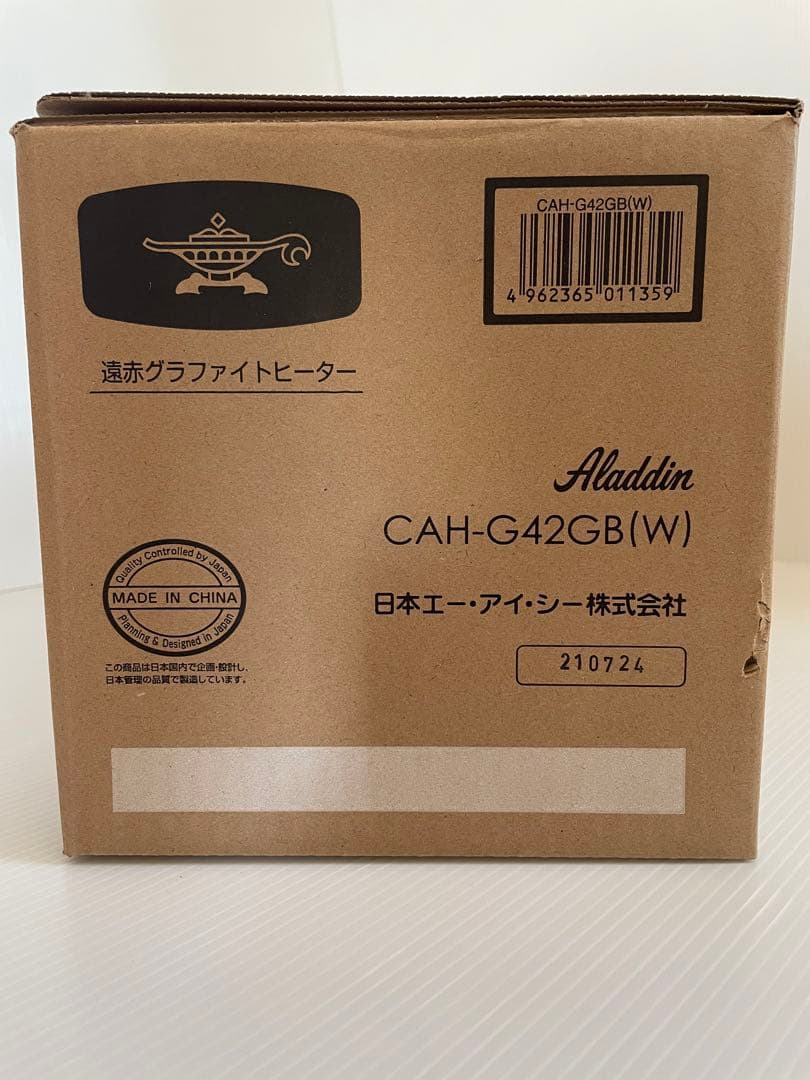 CAH-G42GB(W)
4 962365 011359
遠赤グラファイトヒーター
Aladdin
CAH-G42GB(W)
Quality Controlled by Japan
MADE IN CHINA
Planning & Designed in Japan
日本エー・アイ・シー株式会社
この商品は日本国内で企画・設計し、
日本管理の品質で製造しています。
210724